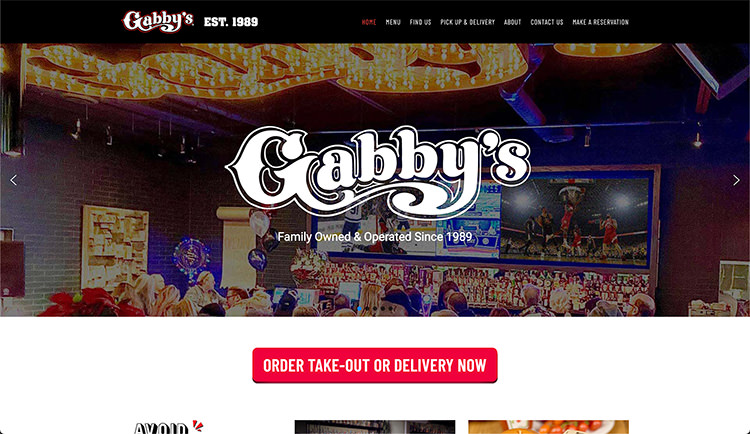 Gabby's EST. 1989
HOME MENU FIND US PICK UP & DELIVERY ABOUT CONTACT US MAKE A RESERVATION
Gabby's
Family Owned & Operated Since 1989
ORDER TAKE-OUT OR DELIVERY NOW
AVOID